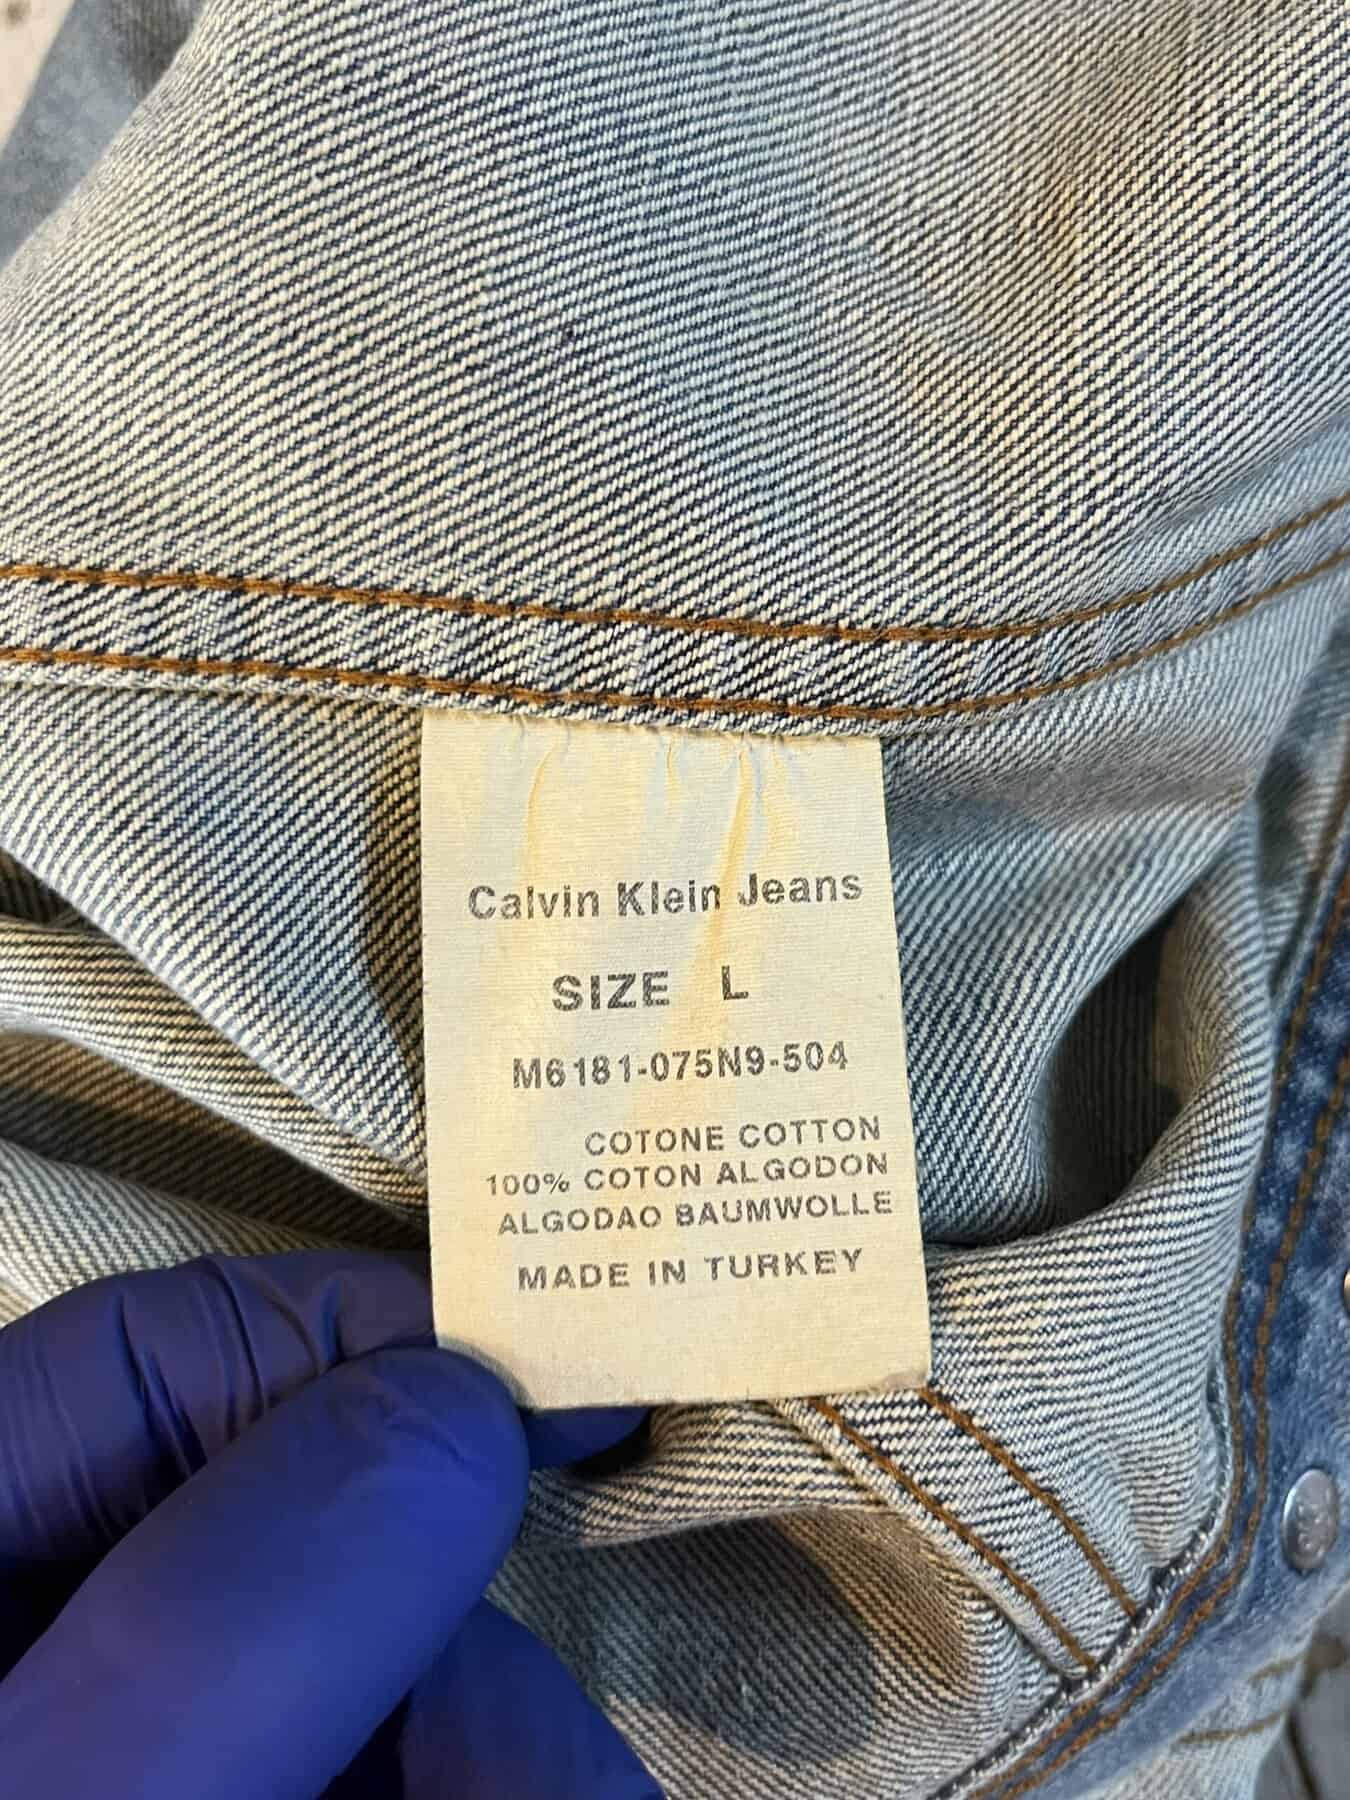 Calvin Klein Jeans
SIZE L
M6181-075N9-504
COTONE COTTON
100% COTON ALGODON
ALGODAO BAUMWOLLE
MADE IN TURKEY